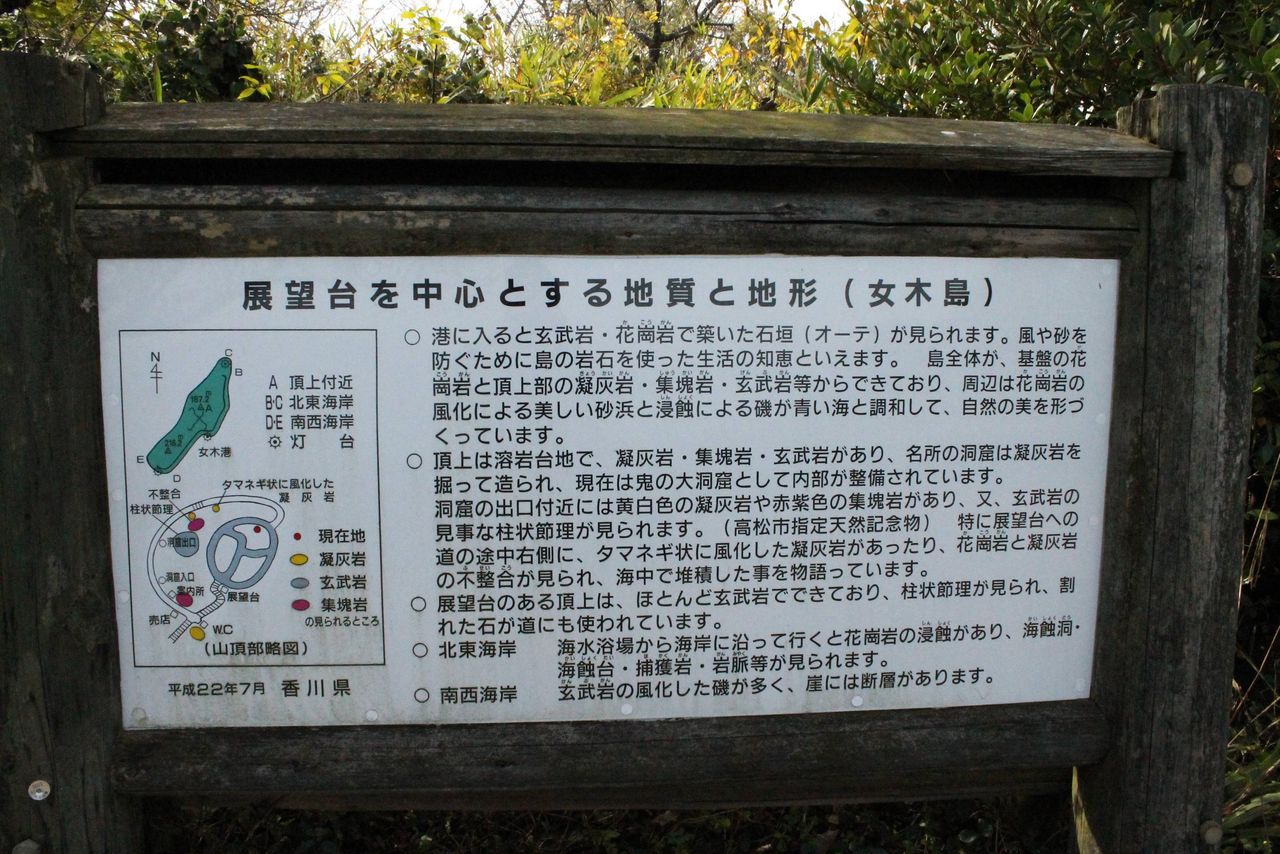 展望台を中心とする地質と地形（女木島）
N
C
B
187.2
A
D
216.2
女木港
E
D
A 頂上付近
B・C 北東海岸
D・E 南西海岸
灯台
不整合
柱状節理
タマネギ状に風化した
凝灰岩
洞窟出口
洞窟入口
案内所
展望台
売店
W.C
現在地
凝灰岩
玄武岩
集塊岩
の見られるところ
（山頂部略図）
平成22年7月 香川県
○ 港に入ると玄武岩・花崗岩で築いた石垣（オーテ）が見られます。風や砂を
防ぐために島の岩石を使った生活の知恵といえます。 島全体が、基盤の花
崗岩と頂上部の凝灰岩・集塊岩・玄武岩等からできており、周辺は花崗岩の
風化による美しい砂浜と浸蝕による磯が青い海と調和して、自然の美を形づ
くっています。
○ 頂上は溶岩台地で、凝灰岩・集塊岩・玄武岩があり、名所の洞窟は凝灰岩を
掘って造られ、現在は鬼の大洞窟として内部が整備されています。
洞窟の出口付近には黄白色の凝灰岩や赤紫色の集塊岩があり、又、玄武岩の
見事な柱状節理が見られます。（高松市指定天然記念物） 特に展望台への
道の途中右側に、タマネギ状に風化した凝灰岩があったり、花崗岩と凝灰岩
の不整合が見られ、海中で堆積した事を物語っています。
○ 展望台のある頂上は、ほとんど玄武岩でできており、柱状節理が見られ、割
れた石が道にも使われています。
○ 北東海岸 海水浴場から海岸に沿って行くと花崗岩の浸蝕があり、海蝕洞・
海蝕台・捕獲岩・岩脈等が見られます。
○ 南西海岸 玄武岩の風化した磯が多く、崖には断層があります。